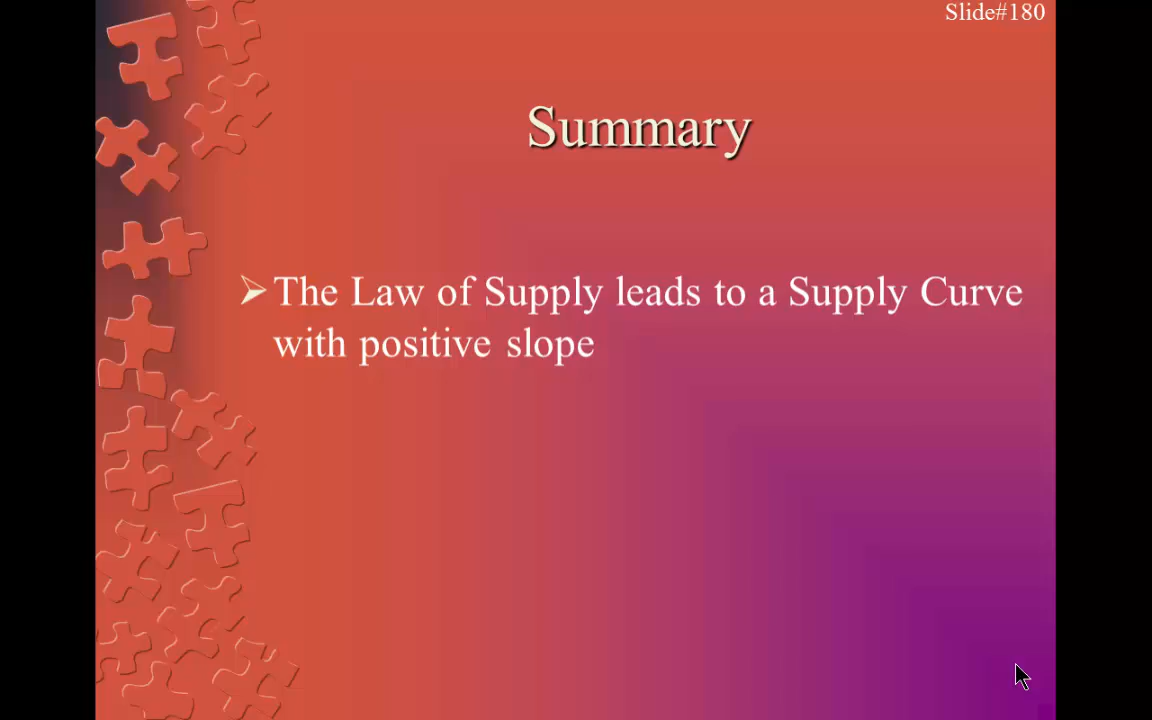 Slide#180
Summary
The Law of Supply leads to a Supply Curve
with positive slope